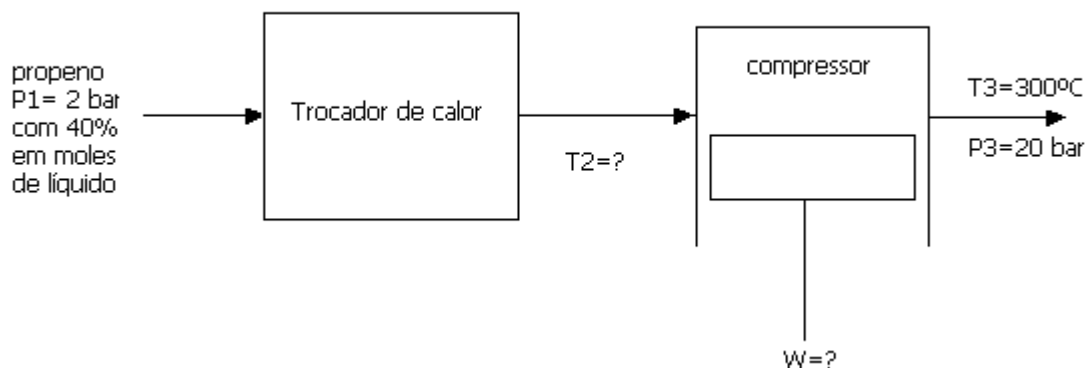 propeno
P1= 2 bar
com 40%
em moles
de líquido
Trocador de calor
T2=?
compressor
T3=300ºC
P3=20 bar
W=?